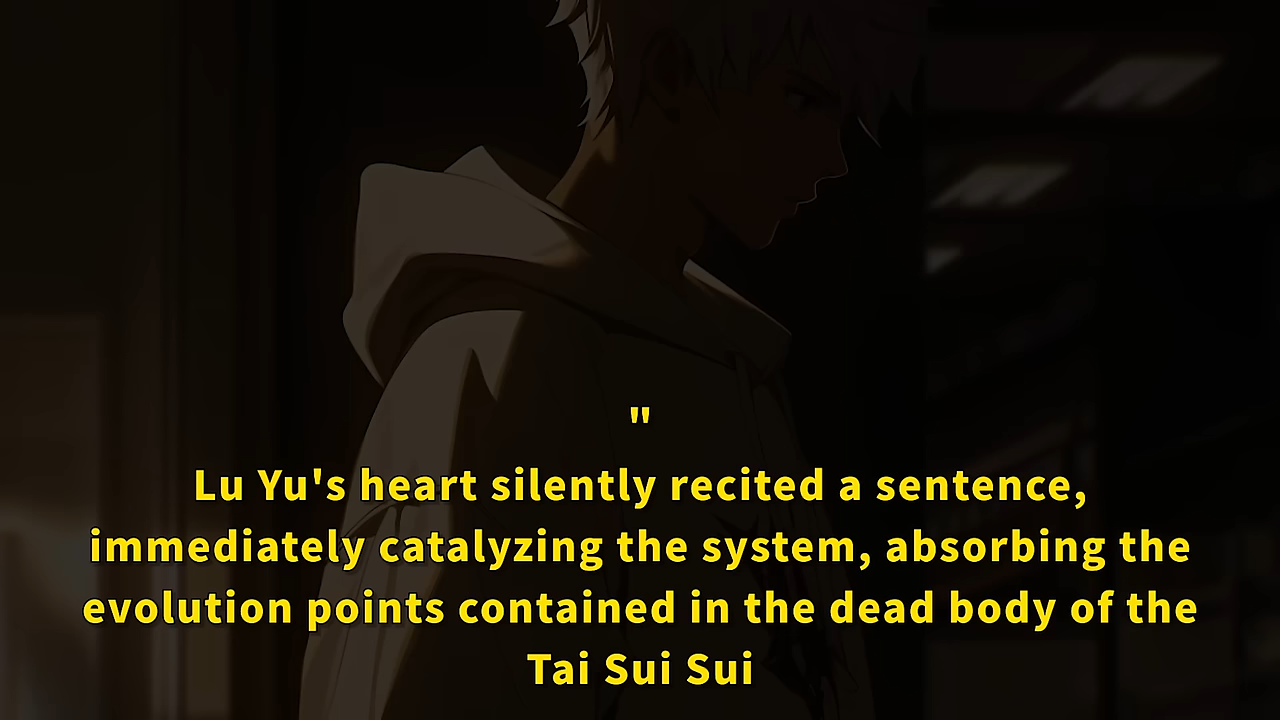 "
Lu Yu's heart silently recited a sentence,
immediately catalyzing the system, absorbing the
evolution points contained in the dead body of the
Tai Sui Sui